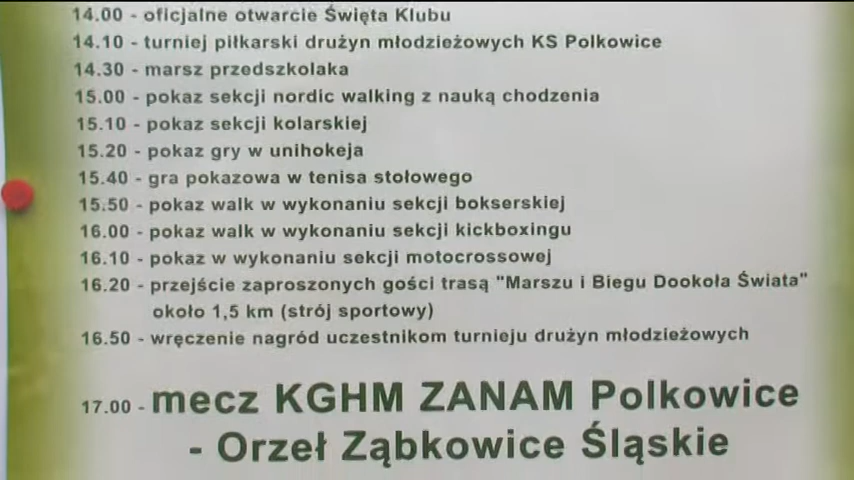 14.00 - oficjalne otwarcie Święta Klubu
14.10 - turniej piłkarski drużyn młodzieżowych KS Polkowice
14.30 - marsz przedszkolaka
15.00 - pokaz sekcji nordic walking z nauką chodzenia
15.10 - pokaz sekcji kolarskiej
15.20 - pokaz gry w unihokeja
15.40 - gra pokazowa w tenisa stołowego
15.50 - pokaz walk w wykonaniu sekcji bokserskiej
16.00 - pokaz walk w wykonaniu sekcji kickboxingu
16.10 - pokaz w wykonaniu sekcji motocrossowej
16.20 - przejście zaproszonych gości trasą "Marszu i Biegu Dookoła Świata"
około 1,5 km (strój sportowy)
16.50 - wręczenie nagród uczestnikom turnieju drużyn młodzieżowych
17.00 - mecz KGHM ZANAM Polkowice
- Orzeł Ząbkowice Śląskie